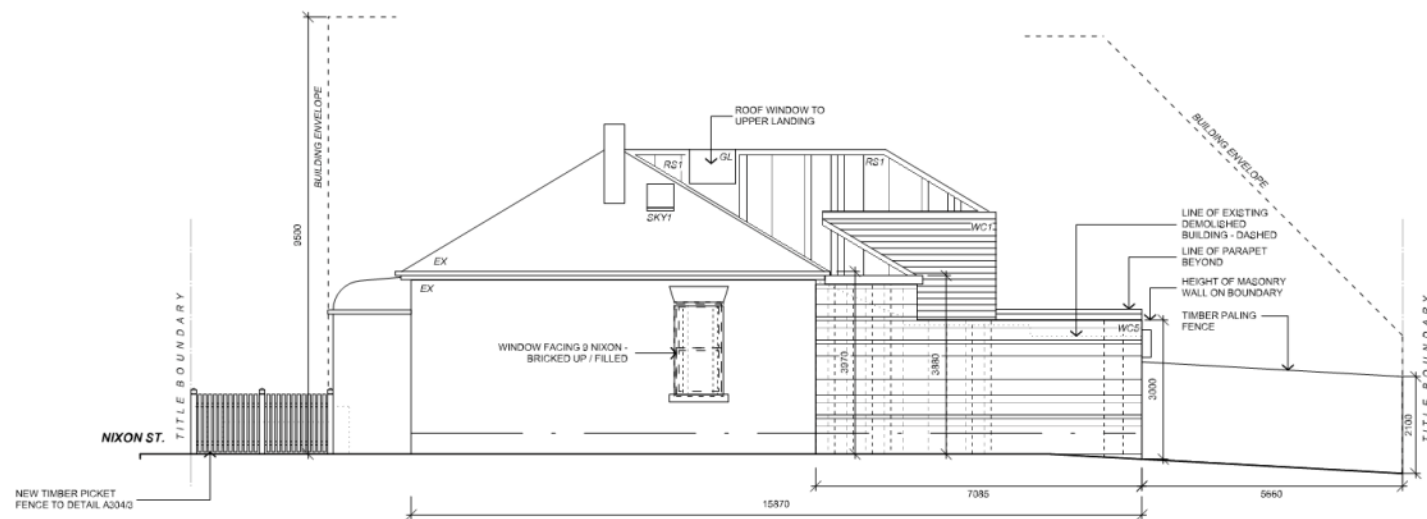 ROOF WINDOW TO
UPPER LANDING
BUILDING ENVELOPE
9500
BUILDING ENVELOPE
RS1
GL
RS1
SKY1
WC1
LINE OF EXISTING
DEMOLISHED
BUILDING - DASHED
LINE OF PARAPET
BEYOND
HEIGHT OF MASONRY
WALL ON BOUNDARY
TIMBER PALING
FENCE
EX
EX
WC5
WINDOW FACING 9 NIXON -
BRICKED UP / FILLED
3970
3880
3000
2100
TITLE BOUNDARY
TITLE BOUNDARY
NIXON ST.
NEW TIMBER PICKET
FENCE TO DETAIL A304/3
7085
5660
15870